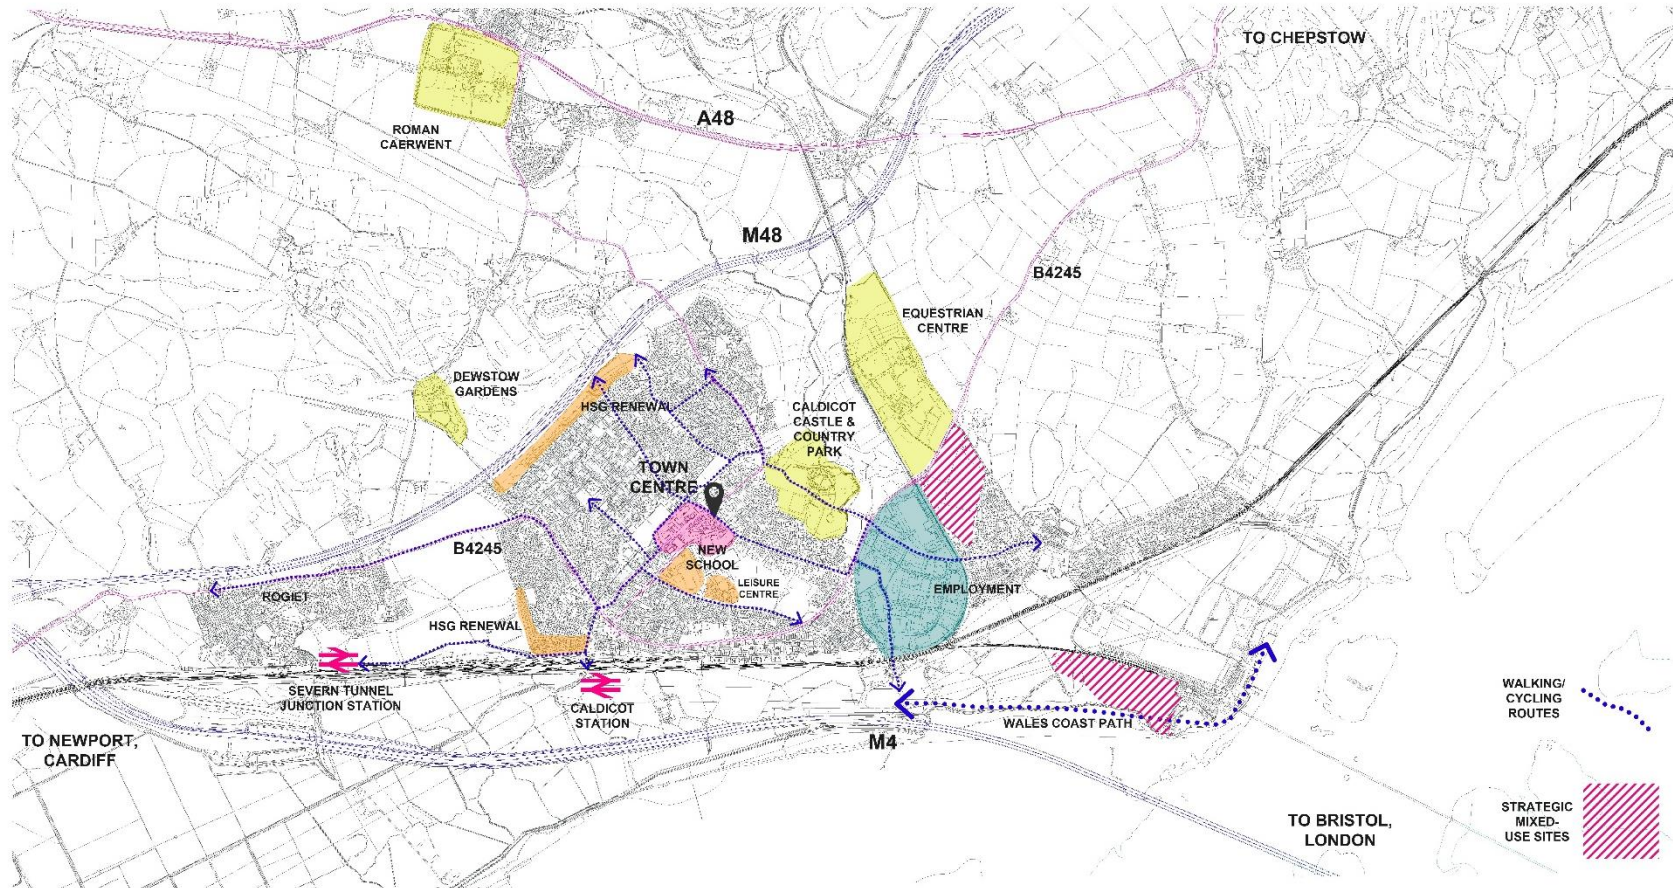 TO CHEPSTOW
A48
ROMAN
CAERWENT
M48
B4245
EQUESTRIAN
CENTRE
DEWSTOW
GARDENS
HSG RENEWAL
CALDICOT
CASTLE &
COUNTRY
PARK
TOWN
CENTRE
B4245
NEW
SCHOOL
LEISURE
CENTRE
EMPLOYMENT
ROGIET
HSG RENEWAL
SEVERN TUNNEL
JUNCTION STATION
CALDICOT
STATION
WALES COAST PATH
M4
TO NEWPORT,
CARDIFF
WALKING/
CYCLING
ROUTES
TO BRISTOL,
LONDON
STRATEGIC
MIXED-
USE SITES